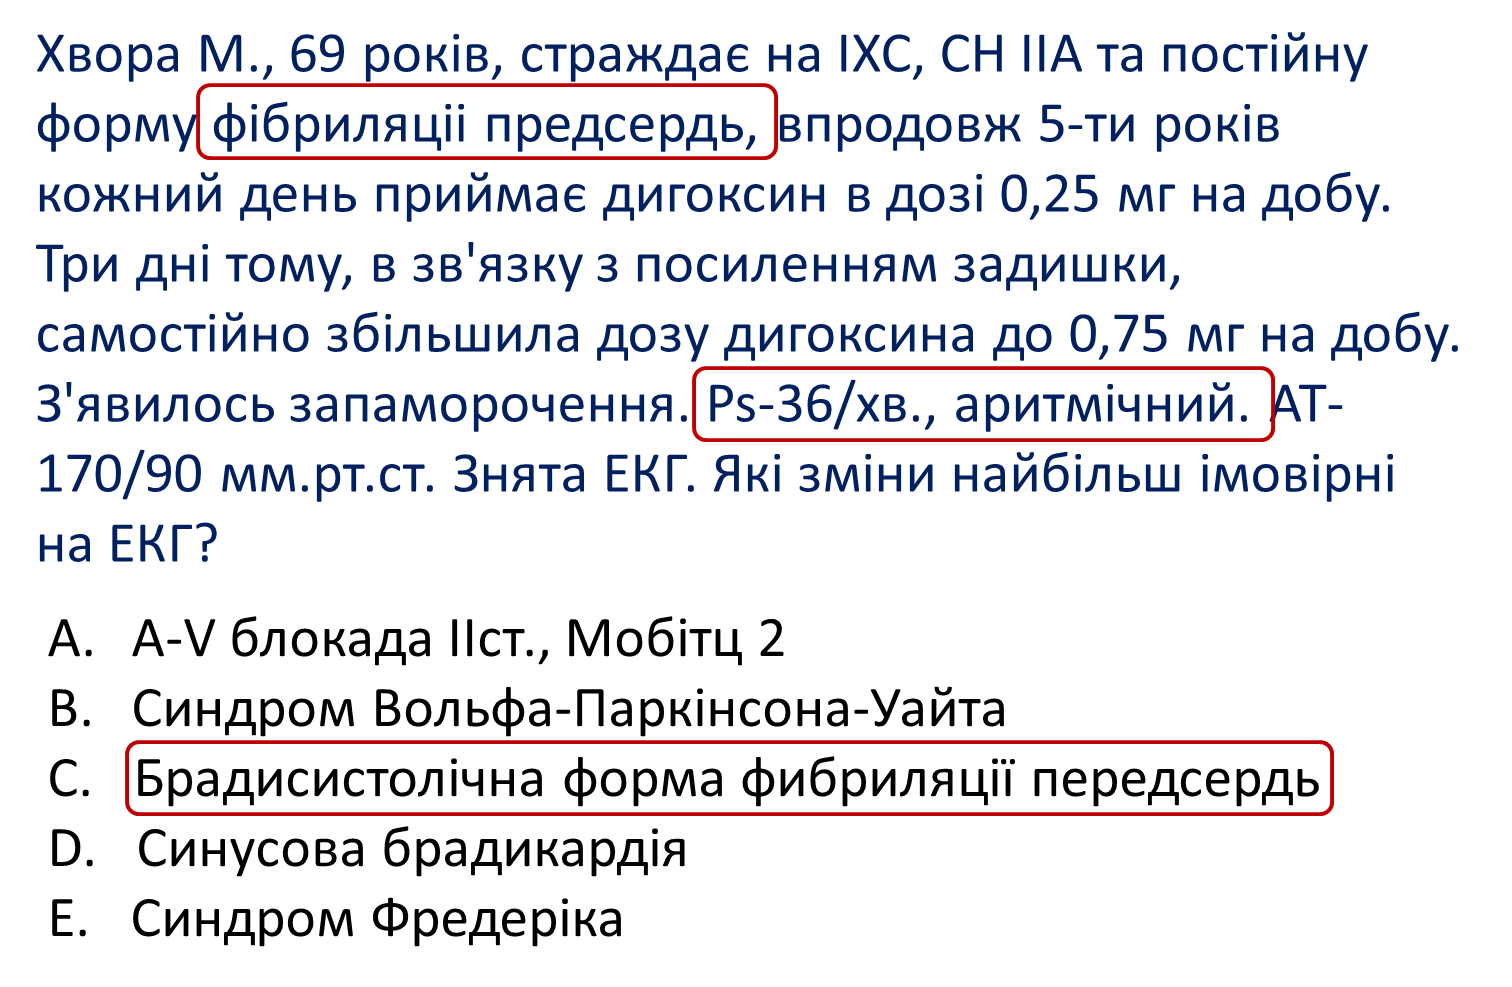 Хвора М., 69 років, страждає на ІХС, СН ІІА та постійну
форму фібриляціі предсердь, впродовж 5-ти років
кожний день приймає дигоксин в дозі 0,25 мг на добу.
Три дні тому, в зв'язку з посиленням задишки,
самостійно збільшила дозу дигоксина до 0,75 мг на добу.
З'явилось запаморочення. Ps-36/хв., аритмічний. АТ-
170/90 мм.рт.ст. Знята ЕКГ. Які зміни найбільш імовірні
на ЕКГ?
A. A-V блокада ІІст., Мобітц 2
B. Синдром Вольфа-Паркінсона-Уайта
C. Брадисистолічна форма фибриляції передсердь
D. Синусова брадикардія
E. Синдром Фредеріка